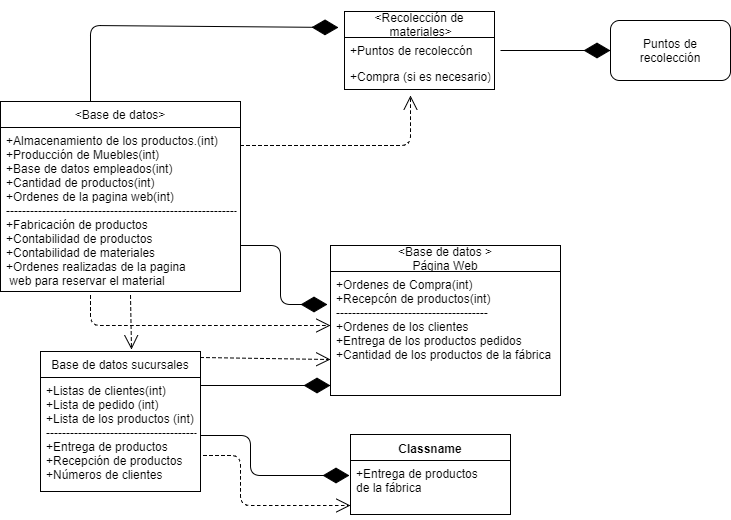 <Recolección de
materiales>
+Puntos de recoleccón
+Compra (si es necesario)
Puntos de
recolección
<Base de datos>
+Almacenamiento de los productos.(int)
+Producción de Muebles(int)
+Base de datos empleados(int)
+Cantidad de productos(int)
+Ordenes de la pagina web(int)
+Fabricación de productos
+Contabilidad de productos
+Contabilidad de materiales
+Ordenes realizadas de la pagina
web para reservar el material
<Base de datos >
Página Web
+Ordenes de Compra(int)
+Recepcón de productos(int)
+Ordenes de los clientes
+Entrega de los productos pedidos
+Cantidad de los productos de la fábrica
Base de datos sucursales
+Listas de clientes(int)
+Lista de pedido (int)
+Lista de los productos (int)
+Entrega de productos
+Recepción de productos
+Números de clientes
Classname
+Entrega de productos
de la fábrica